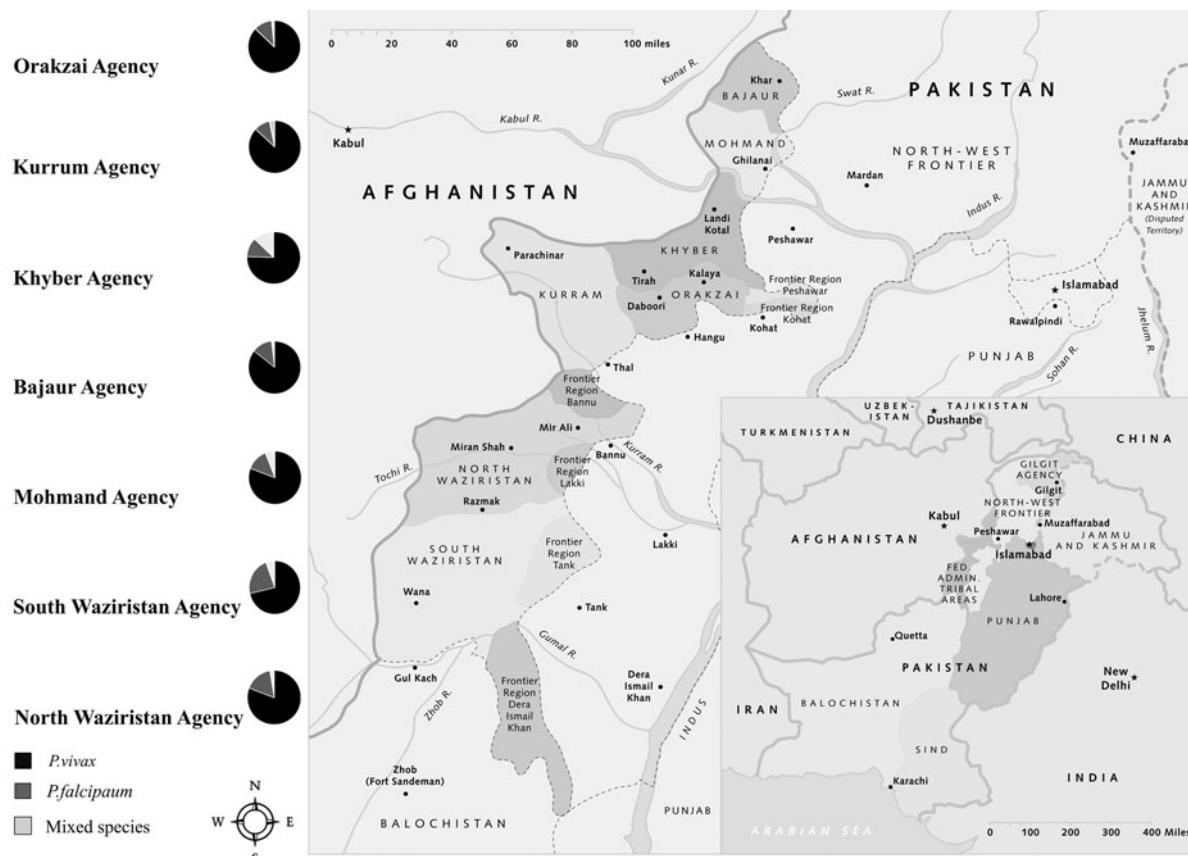 Orakzai Agency
Kurrum Agency
Khyber Agency
Bajaur Agency
Mohmand Agency
South Waziristan Agency
North Waziristan Agency
P.vivax
P.falcipaum
Mixed species
N
W
E
S
0 20 40 60 80 100 miles
Kabul
Kabul R.
Kunar R.
Khar
BAJAUR
Swat R.
PAKISTAN
MOHMAND
Ghilanai
NORTH-WEST
FRONTIER
Mardan
Indus R.
Muzaffarabad
JAMMU
AND
KASHMIR
(Disputed
Territory)
AFGHANISTAN
Landi
Kotal
Peshawar
KHYBER
Parachinar
Tirah
Kalaya
Frontier Region
Peshawar
KURRAM
Daboori
ORAKZAI
Frontier Region
Kohat
Kohat
Hangu
Islamabad
Rawalpindi
Jhelum R.
PUNJAB
Sohan R.
Thal
Frontier
Region
Bannu
Mir Ali
Miran Shah
Bannu
Kurram R.
Tochi R.
NORTH
WAZIRISTAN
Frontier
Region
Lakki
Razmak
SOUTH
WAZIRISTAN
Frontier
Region
Tank
Lakki
Wana
Tank
Gumal R.
Gul Kach
Zhob R.
Frontier
Region
Dera
Ismail
Khan
Dera
Ismail
Khan
INDUS
Zhob
(Fort Sandeman)
BALOCHISTAN
PUNJAB
UZBEK-
ISTAN
TAJIKISTAN
Dushanbe
TURKMENISTAN
CHINA
GILGIT
AGENCY
Gilgit
NORTH-WEST
FRONTIER
Kabul
Peshawar
Muzaffarabad
AFGHANISTAN
Islamabad
JAMMU
AND KASHMIR
FED.
ADMIN.
TRIBAL
AREAS
Lahore
PUNJAB
Quetta
PAKISTAN
New
Delhi
IRAN
BALOCHISTAN
SIND
Karachi
INDIA
ARABIAN SEA
0 100 200 300 400 Miles